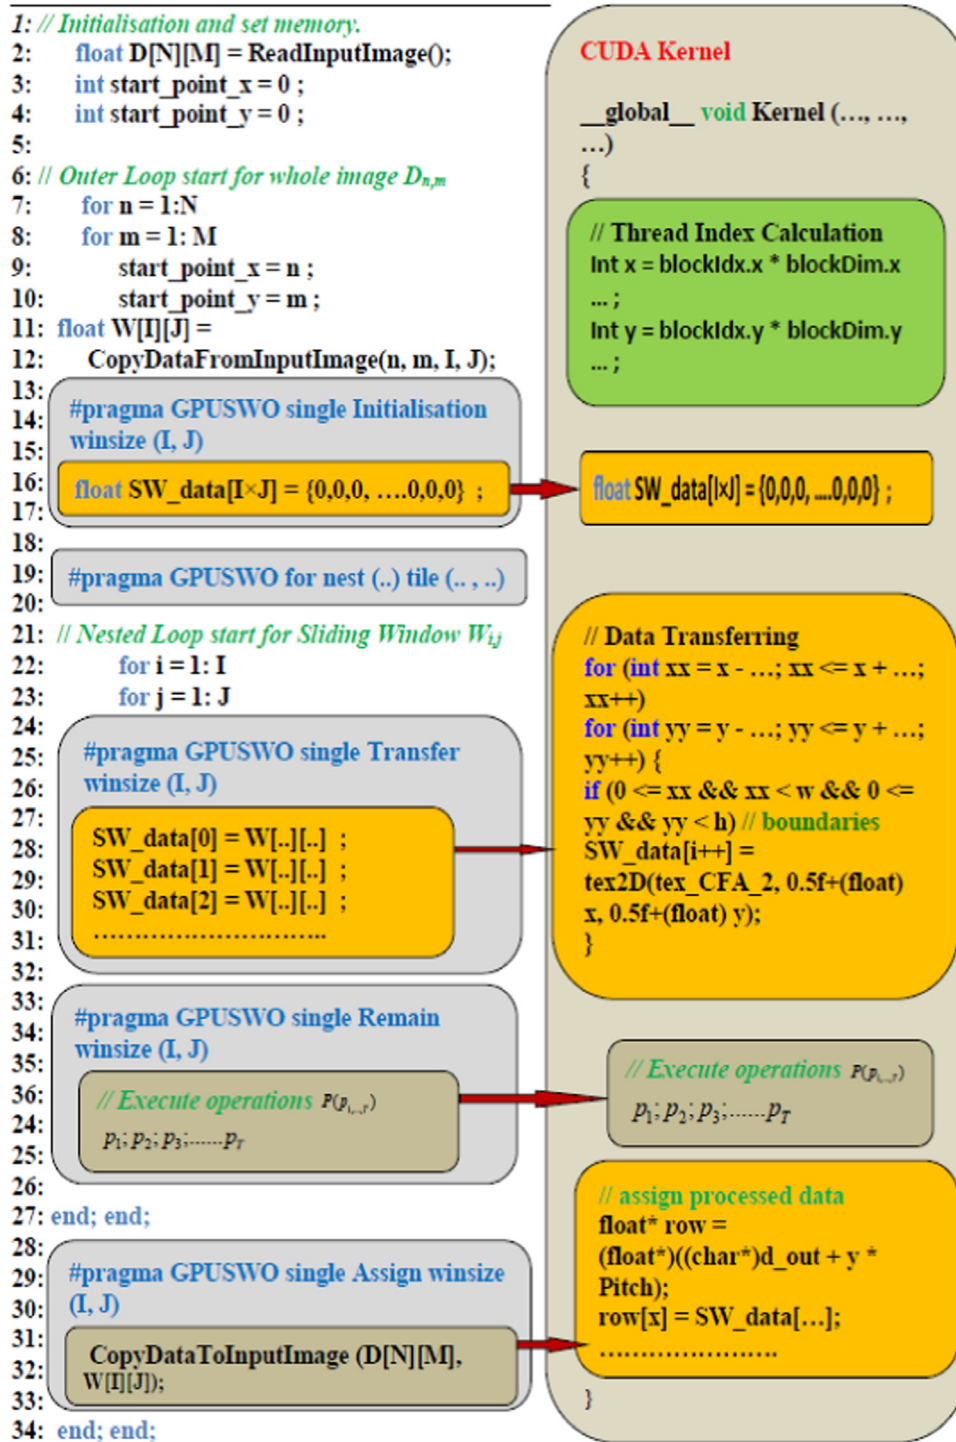 1: // Initialisation and set memory.
2: float D[N][M] = ReadInputImage();
3: int start_point_x = 0 ;
4: int start_point_y = 0 ;
5:
6: // Outer Loop start for whole image Dn,m
7: for n = 1:N
8: for m = 1: M
9: start_point_x = n ;
10: start_point_y = m ;
11: float W[I][J] =
12: CopyDataFromInputImage(n, m, I, J);
13:
14: #pragma GPUSWO single Initialisation
15: winsize (I, J)
16: float SW_data[I×J] = {0,0,0, ….0,0,0} ;
17:
18:
19: #pragma GPUSWO for nest (..) tile (.. , ..)
20:
21: // Nested Loop start for Sliding Window Wi,j
22: for i = 1: I
23: for j = 1: J
24:
25: #pragma GPUSWO single Transfer
26: winsize (I, J)
27:
28: SW_data[0] = W[..][..] ;
29: SW_data[1] = W[..][..] ;
30: SW_data[2] = W[..][..] ;
31: ………………………..
32:
33:
34: #pragma GPUSWO single Remain
35: winsize (I, J)
36: // Execute operations P(p1,..,T)
24:
25: p1; p2; p3;......pT
26:
27: end; end;
28:
29: #pragma GPUSWO single Assign winsize
30: (I, J)
31:
32: CopyDataToInputImage (D[N][M],
33: W[I][J]);
34: end; end;
CUDA Kernel
__global__ void Kernel (…, …,
…)
{
// Thread Index Calculation
Int x = blockIdx.x * blockDim.x
… ;
Int y = blockIdx.y * blockDim.y
… ;
float SW_data[I×J] = {0,0,0, ….0,0,0} ;
// Data Transferring
for (int xx = x - …; xx <= x + …;
xx++)
for (int yy = y - …; yy <= y + …;
yy++) {
if (0 <= xx && xx < w && 0 <=
yy && yy < h) // boundaries
SW_data[i++] =
tex2D(tex_CFA_2, 0.5f+(float)
x, 0.5f+(float) y);
}
// Execute operations P(p1,..,T)
p1; p2; p3;......pT
// assign processed data
float* row =
(float*)((char*)d_out + y *
Pitch);
row[x] = SW_data[…];
………………….
}